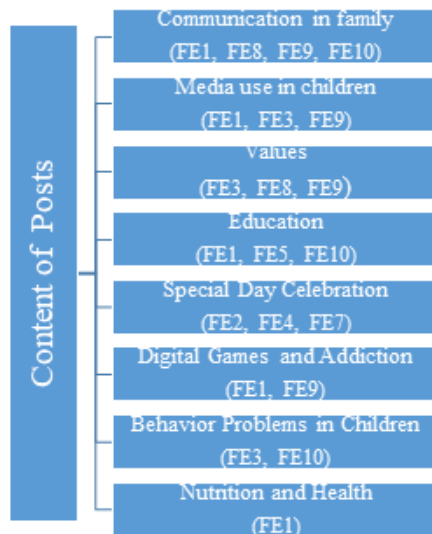 Content of Posts
Communication in family
(FE1, FE8, FE9, FE10)
Media use in children
(FE1, FE3, FE9)
Values
(FE3, FE8, FE9)
Education
(FE1, FE5, FE10)
Special Day Celebration
(FE2, FE4, FE7)
Digital Games and Addiction
(FE1, FE9)
Behavior Problems in Children
(FE3, FE10)
Nutrition and Health
(FE1)